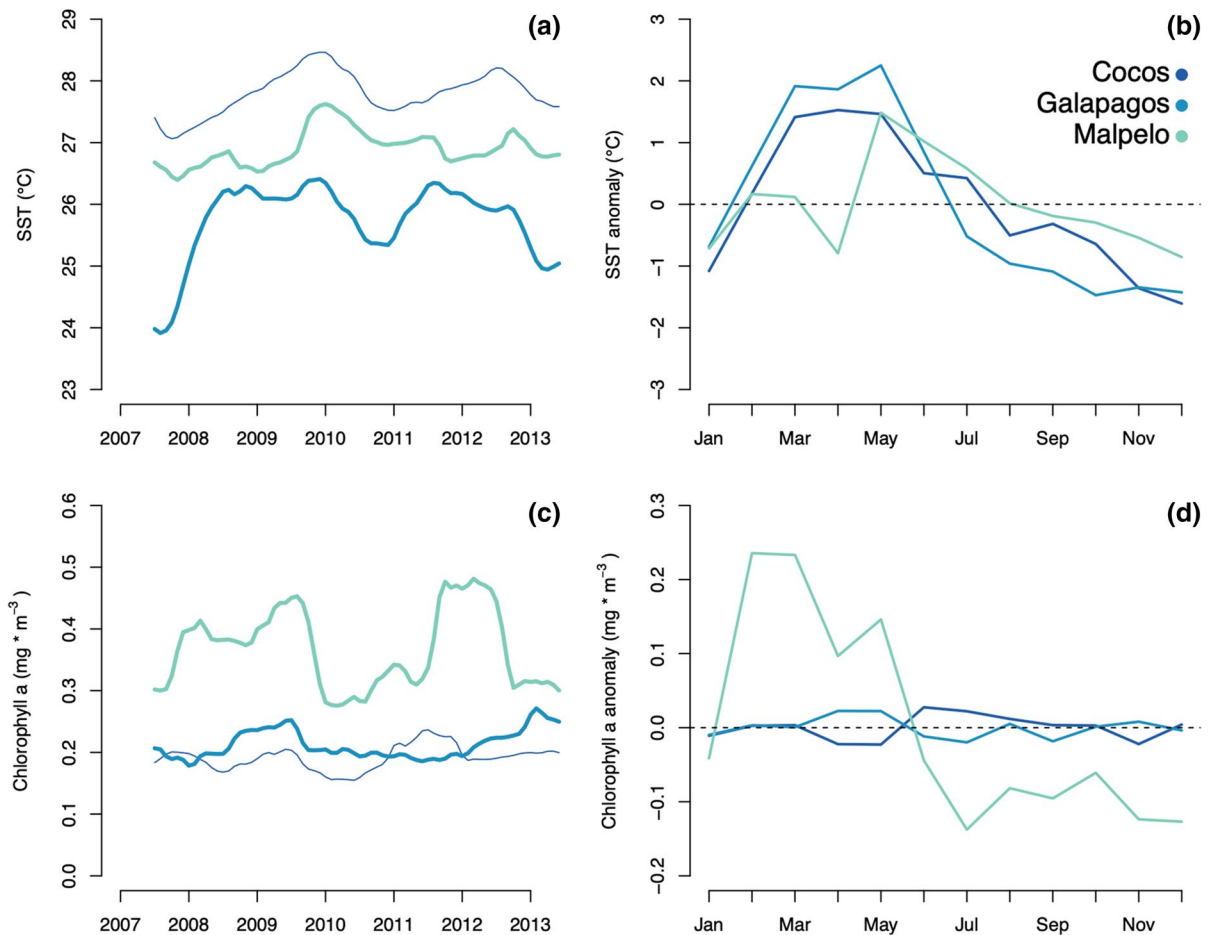 (a)
SST (°C)
29
28
27
26
25
24
23
2007 2008 2009 2010 2011 2012 2013
(b)
Cocos
Galapagos
Malpelo
SST anomaly (°C)
3
2
1
0
−1
−2
−3
Jan Mar May Jul Sep Nov
(c)
Chlorophyll a (mg * m−3 )
0.6
0.5
0.4
0.3
0.2
0.1
0.0
2007 2008 2009 2010 2011 2012 2013
(d)
Chlorophyll a anomaly (mg * m−3 )
0.3
0.2
0.1
0.0
−0.1
−0.2
Jan Mar May Jul Sep Nov